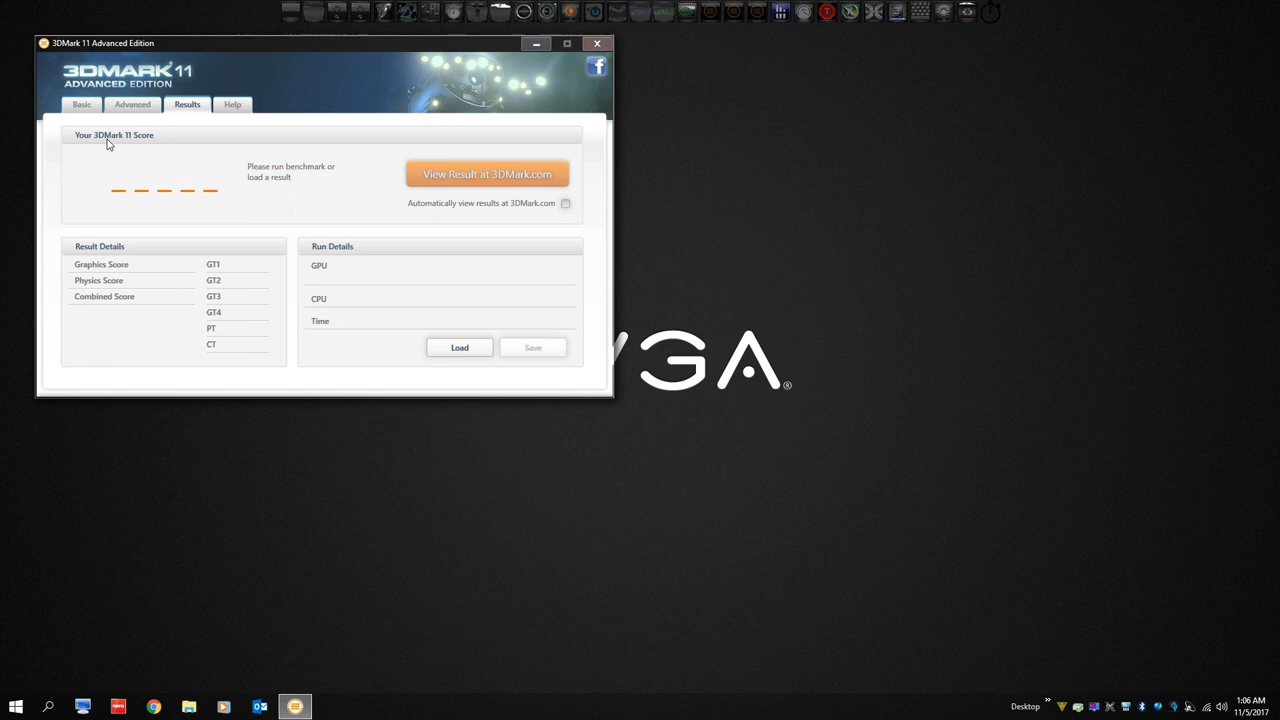 3DMark 11 Advanced Edition
3DMARK 11
ADVANCED EDITION
f
Basic
Advanced
Results
Help
Your 3DMark 11 Score
Please run benchmark or
load a result
View Result at 3DMark.com
Automatically view results at 3DMark.com
Result Details
Graphics Score
Physics Score
Combined Score
GT1
GT2
GT3
GT4
PT
CT
Run Details
GPU
CPU
Time
Load
Save
VGA®
nero
Desktop
1:06 AM
11/5/2017